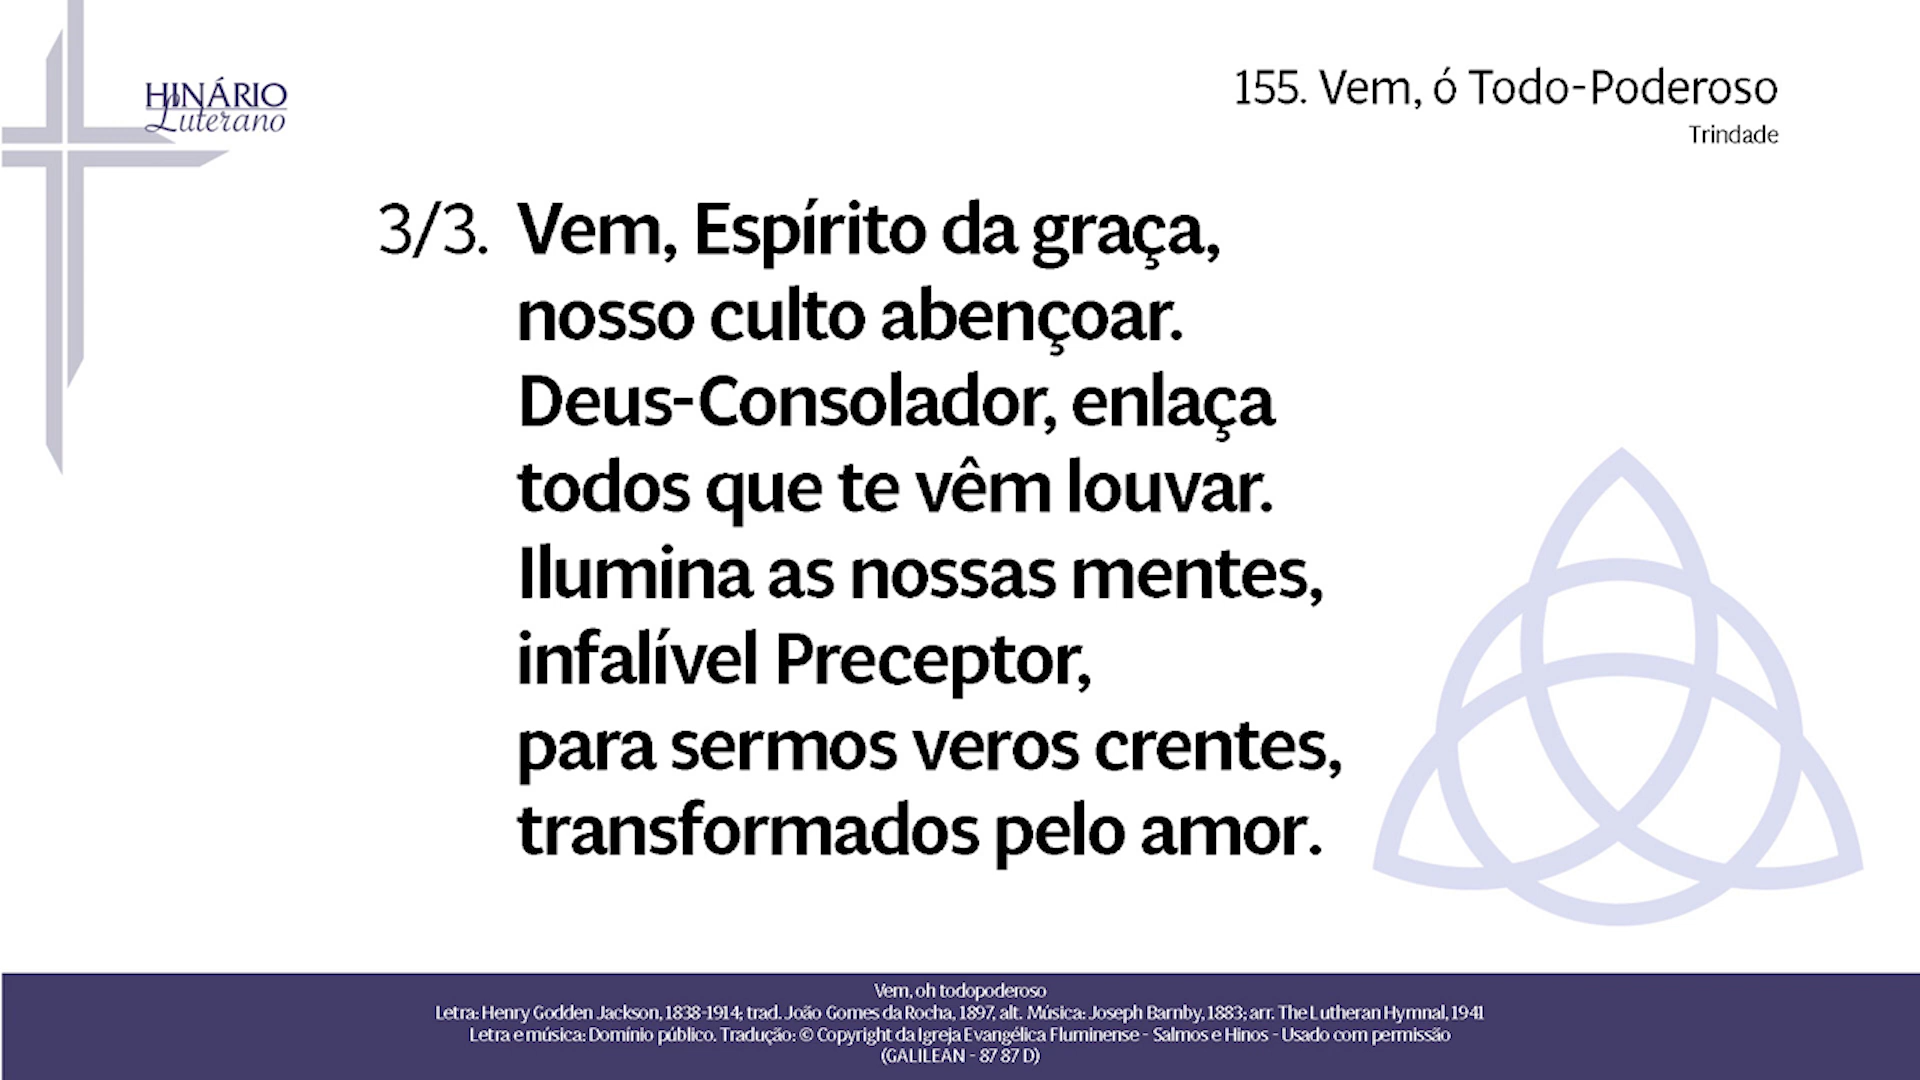 HINÁRIO
Luterano
155. Vem, ó Todo-Poderoso
Trindade
3/3. Vem, Espírito da graça,
nosso culto abençoar.
Deus-Consolador, enlaça
todos que te vêm louvar.
Ilumina as nossas mentes,
infalível Preceptor,
para sermos veros crentes,
transformados pelo amor.
Vem, oh todopoderoso
Letra: Henry Godden Jackson, 1838-1914; trad. João Gomes da Rocha, 1897, alt. Música: Joseph Barnby, 1883; arr. The Lutheran Hymnal, 1941
Letra e música: Domínio público. Tradução: © Copyright da Igreja Evangélica Fluminense - Salmos e Hinos - Usado com permissão
(GALILEAN - 87 87 D)